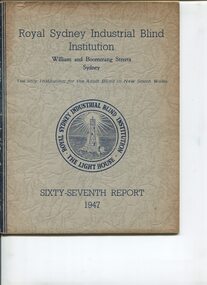 Royal Sydney Industrial Blind
Institution
William and Boomerang Streets
Sydney
The Only Institution for the Adult Blind in New South Wales
ROYAL SYDNEY INDUSTRIAL BLIND INSTITUTION
THE LIGHT HOUSE
SIXTY-SEVENTH REPORT
1947